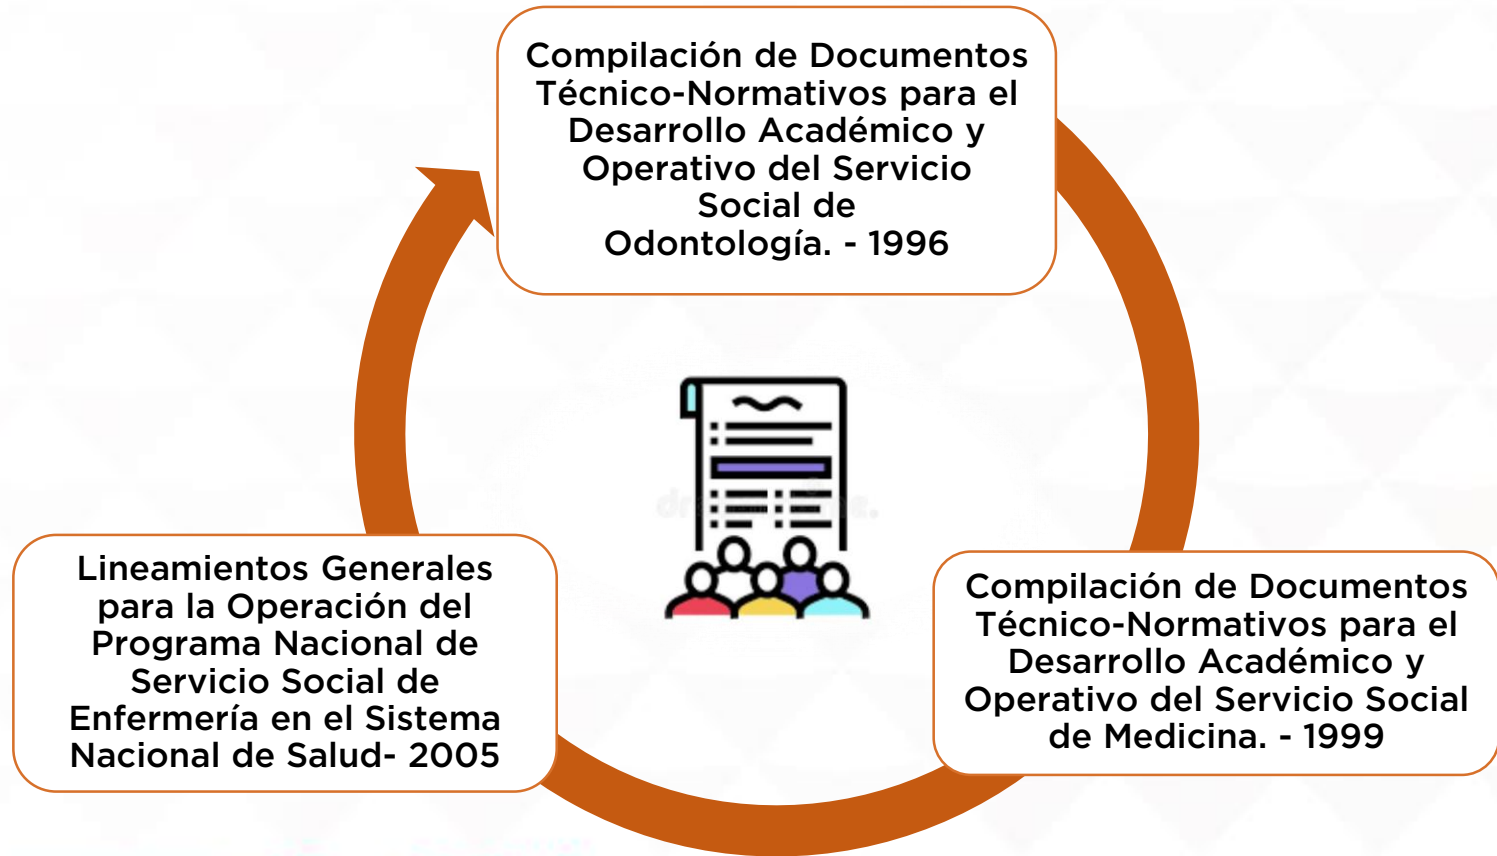 Compilación de Documentos
Técnico-Normativos para el
Desarrollo Académico y
Operativo del Servicio
Social de
Odontología. - 1996
Lineamientos Generales
para la Operación del
Programa Nacional de
Servicio Social de
Enfermería en el Sistema
Nacional de Salud- 2005
Compilación de Documentos
Técnico-Normativos para el
Desarrollo Académico y
Operativo del Servicio Social
de Medicina. - 1999